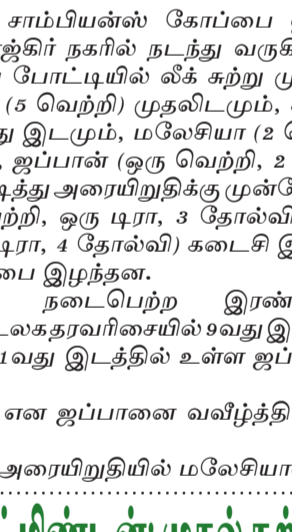 சாம்பியன்ஸ் கோப்பை
ஜ்கிர் நகரில் நடந்து வருகி
போட்டியில் லீக் சுற்று மு
(5 வெற்றி) முதலிடமும்,
து இடமும், மலேசியா (2 வெ
ஜப்பான் (ஒரு வெற்றி, 2
டித்து அரையிறுதிக்கு முன்னே
ற்றி, ஒரு டிரா, 3 தோல்வி
டிரா, 4 தோல்வி) கடைசி இ
பை இழந்தன.
நடைபெற்ற இரண்
உலகதரவரிசையில் 9வது இ
1வது இடத்தில் உள்ள ஜப்
என ஜப்பானை வவீழ்த்தி
அரையிறுதியில் மலேசியா